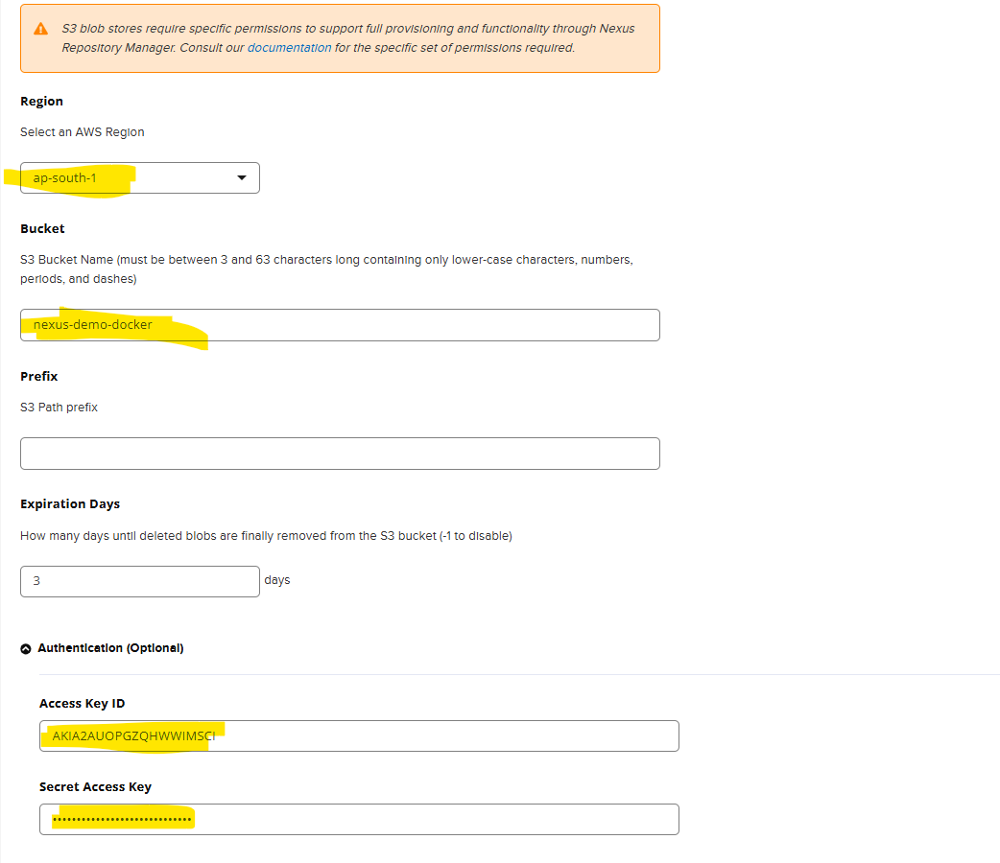 S3 blob stores require specific permissions to support full provisioning and functionality through Nexus
Repository Manager. Consult our documentation for the specific set of permissions required.
Region
Select an AWS Region
ap-south-1
Bucket
S3 Bucket Name (must be between 3 and 63 characters long containing only lower-case characters, numbers,
periods, and dashes)
nexus-demo-docker
Prefix
S3 Path prefix
Expiration Days
How many days until deleted blobs are finally removed from the S3 bucket (-1 to disable)
3 days
Authentication (Optional)
Access Key ID
AKIA2AUOPGZQHWWIMSCI
Secret Access Key